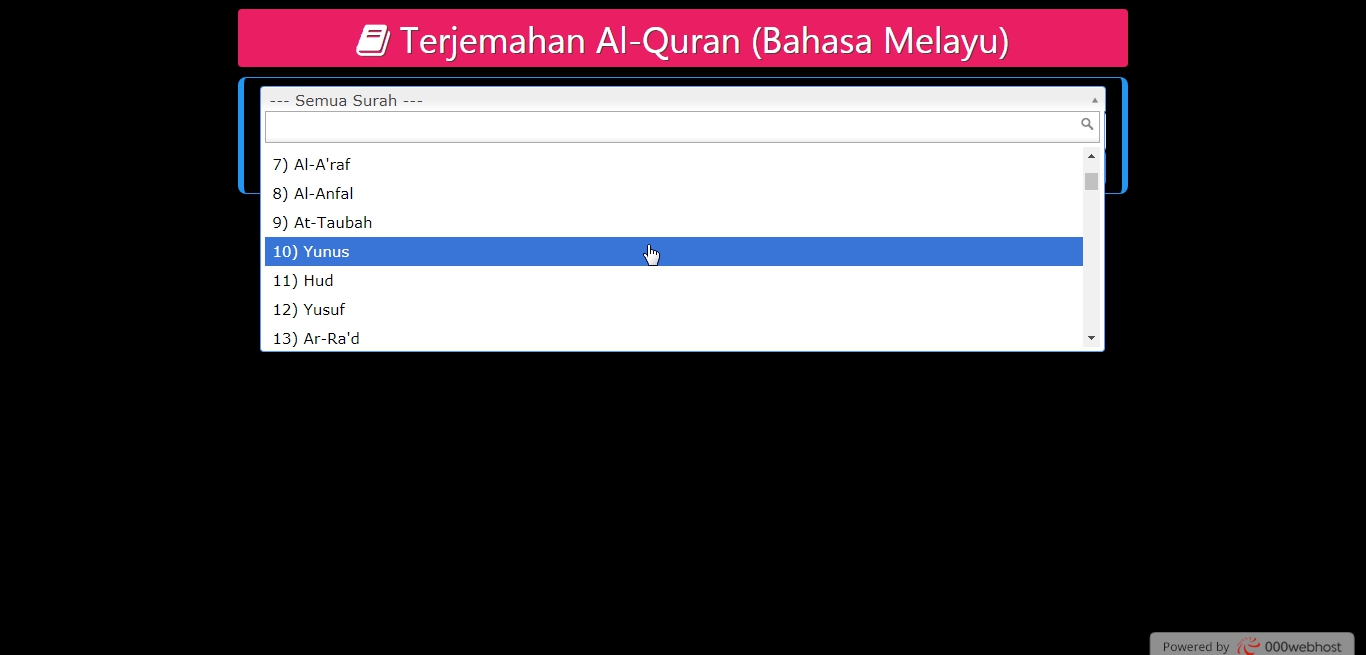 Terjemahan Al-Quran (Bahasa Melayu)
--- Semua Surah ---
7) Al-A'raf
8) Al-Anfal
9) At-Taubah
10) Yunus
11) Hud
12) Yusuf
13) Ar-Ra'd
Powered by 000webhost